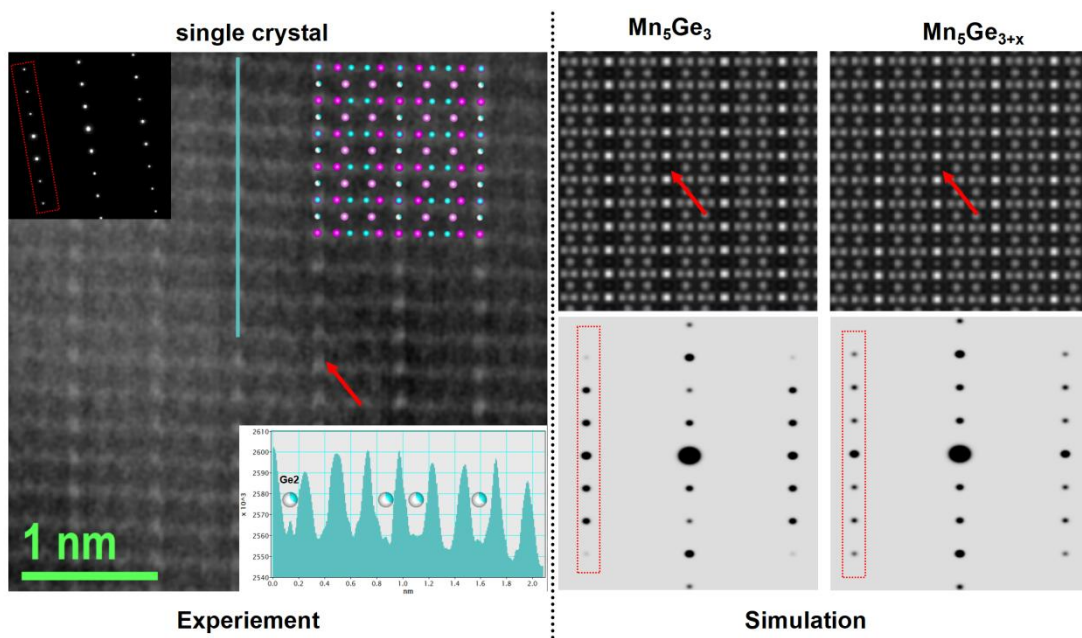 single crystal
Mn₅Ge₃
Mn₅Ge₃₊ₓ
Ge2
2610
2600
2590
2580
2570
2560
2550
2540
x 10^3
0.0 0.2 0.4 0.6 0.8 1.0 1.2 1.4 1.6 1.8 2.0
nm
1 nm
Experiement
Simulation